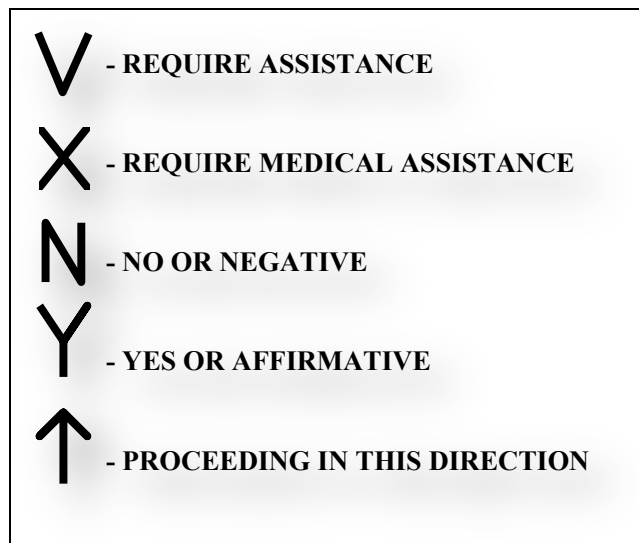 V - REQUIRE ASSISTANCE
X - REQUIRE MEDICAL ASSISTANCE
N - NO OR NEGATIVE
Y - YES OR AFFIRMATIVE
↑ - PROCEEDING IN THIS DIRECTION